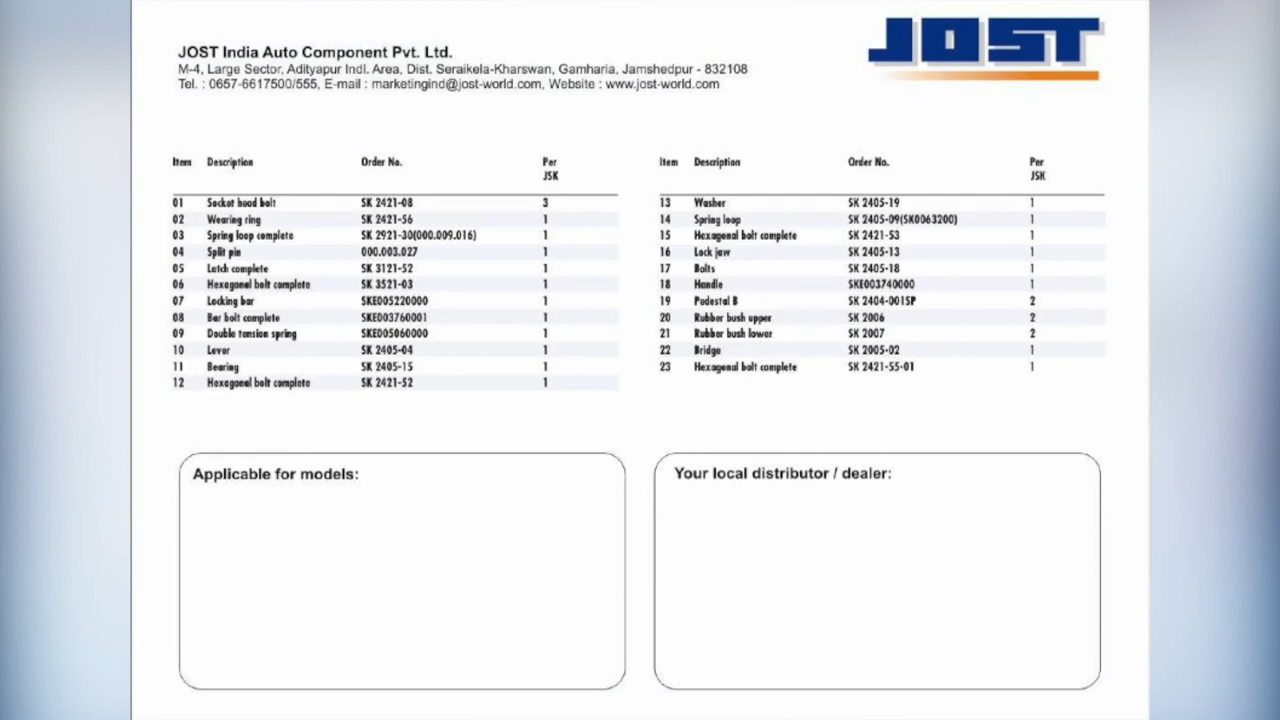 JOST
JOST India Auto Component Pvt. Ltd.
M-4, Large Sector, Adityapur Indl. Area, Dist. Seraikela-Kharswan, Gamharia, Jamshedpur - 832108
Tel. : 0657-6617500/555, E-mail : marketingind@jost-world.com, Website : www.jost-world.com
Item Description Order No. Per JSK
01 Socket head bolt SK 2421-08 3
02 Wearing ring SK 2421-56 1
03 Spring loop complete SK 2921-30(000.009.016) 1
04 Split pin 000.003.027 1
05 Latch complete SK 3121-52 1
06 Hexagonal bolt complete SK 3521-03 1
07 Locking bar SKE005220000 1
08 Bar bolt complete SKE003760001 1
09 Double tension spring SKE005060000 1
10 Lever SK 2405-04 1
11 Bearing SK 2405-15 1
12 Hexagonal bolt complete SK 2421-52 1
Item Description Order No. Per JSK
13 Washer SK 2405-19 1
14 Spring loop SK 2405-09(SK0063200) 1
15 Hexagonal bolt complete SK 2421-53 1
16 Lock jaw SK 2405-13 1
17 Bolts SK 2405-18 1
18 Handle SKE003740000 1
19 Pedestal B SK 2404-001SP 2
20 Rubber bush upper SK 2006 2
21 Rubber bush lower SK 2007 2
22 Bridge SK 2005-02 1
23 Hexagonal bolt complete SK 2421-55-01 1
Applicable for models:
Your local distributor / dealer: